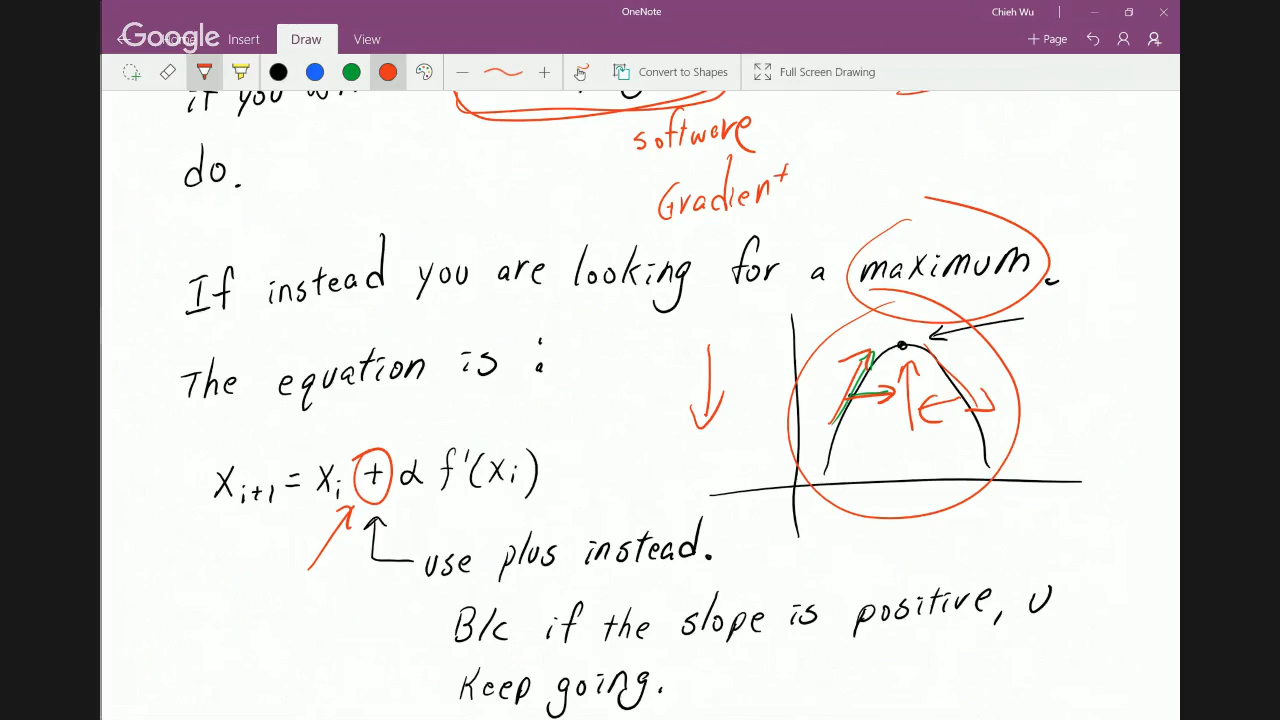 OneNote
Chieh Wu
Google
Insert
Draw
View
Page
Convert to Shapes
Full Screen Drawing
if you
software
do.
Gradient
If instead you are looking for a maximum.
The equation is :
Xi+1 = Xi + α f'(Xi)
use plus instead.
B/c if the slope is positive, U
Keep going.